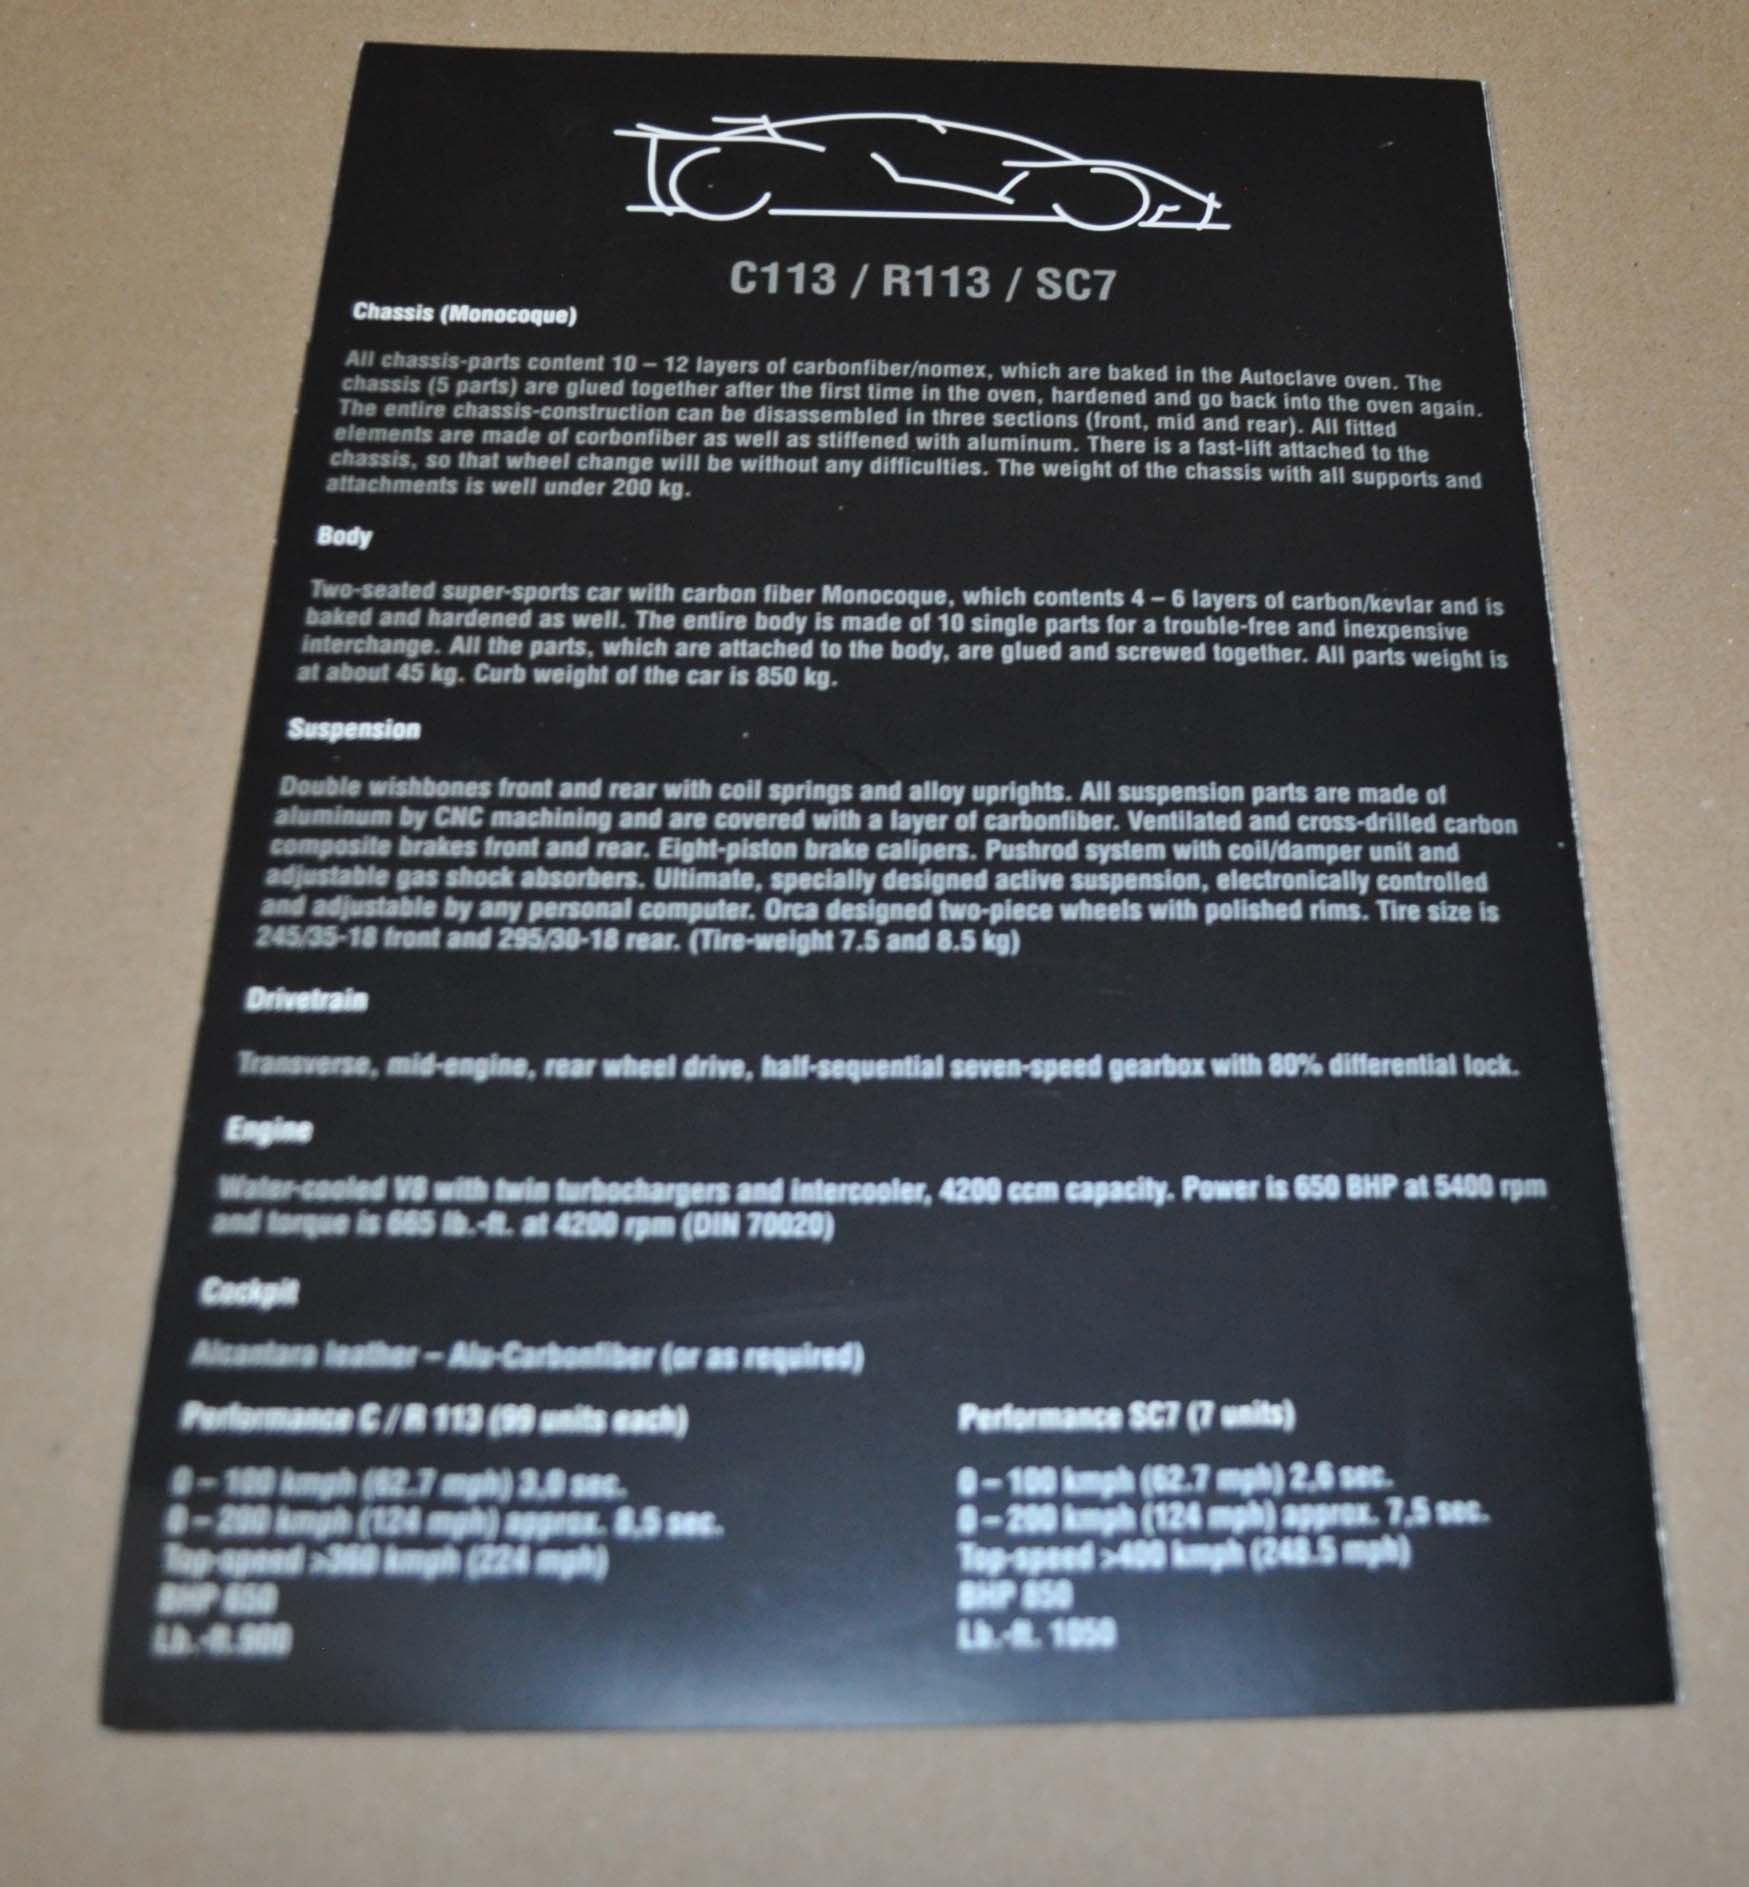 C113 / R113 / SC7
Chassis (Monocoque)
All chassis-parts content 10 – 12 layers of carbonfiber/nomex, which are baked in the Autoclave oven. The
chassis (5 parts) are glued together after the first time in the oven, hardened and go back into the oven again.
The entire chassis-construction can be disassembled in three sections (front, mid and rear). All fitted
elements are made of corbonfiber as well as stiffened with aluminum. There is a fast-lift attached to the
chassis, so that wheel change will be without any difficulties. The weight of the chassis with all supports and
attachments is well under 200 kg.
Body
Two-seated super-sports car with carbon fiber Monocoque, which contents 4 – 6 layers of carbon/kevlar and is
baked and hardened as well. The entire body is made of 10 single parts for a trouble-free and inexpensive
interchange. All the parts, which are attached to the body, are glued and screwed together. All parts weight is
at about 45 kg. Curb weight of the car is 850 kg.
Suspension
Double wishbones front and rear with coil springs and alloy uprights. All suspension parts are made of
aluminum by CNC machining and are covered with a layer of carbonfiber. Ventilated and cross-drilled carbon
composite brakes front and rear. Eight-piston brake calipers. Pushrod system with coil/damper unit and
adjustable gas shock absorbers. Ultimate, specially designed active suspension, electronically controlled
and adjustable by any personal computer. Orca designed two-piece wheels with polished rims. Tire size is
245/35-18 front and 295/30-18 rear. (Tire-weight 7.5 and 8.5 kg)
Drivetrain
Transverse, mid-engine, rear wheel drive, half-sequential seven-speed gearbox with 80% differential lock.
Engine
Water-cooled V8 with twin turbochargers and intercooler, 4200 ccm capacity. Power is 650 BHP at 5400 rpm
and torque is 665 lb.-ft. at 4200 rpm (DIN 70020)
Cockpit
Alcantara leather – Alu-Carbonfiber (or as required)
Performance C / R 113 (99 units each)
0 – 100 kmph (62.7 mph) 3,0 sec.
0 – 200 kmph (124 mph) approx. 8,5 sec.
Top-speed >360 kmph (224 mph)
BHP 650
Lb.-ft.900
Performance SC7 (7 units)
0 – 100 kmph (62.7 mph) 2,6 sec.
0 – 200 kmph (124 mph) approx. 7,5 sec.
Top-speed >400 kmph (248.5 mph)
BHP 850
Lb.-ft. 1050